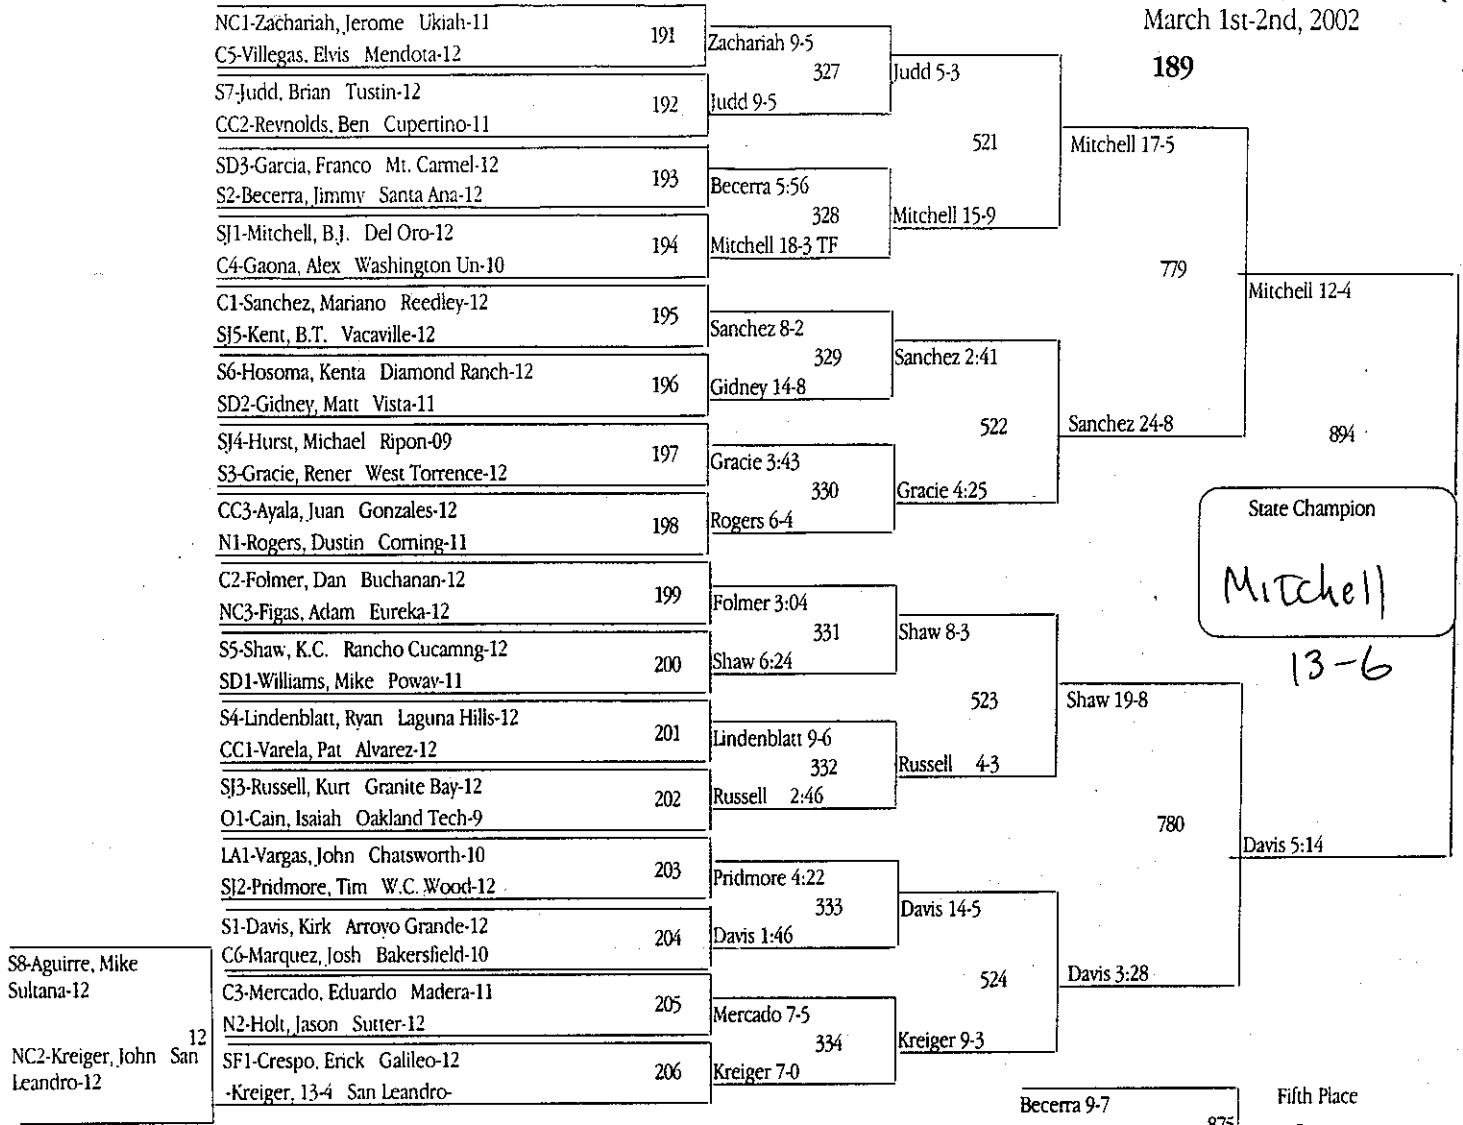 March 1st-2nd, 2002
189
NC1-Zachariah, Jerome Ukiah-11
C5-Villegas, Elvis Mendota-12
191
S7-Judd, Brian Tustin-12
CC2-Reynolds, Ben Cupertino-11
192
SD3-Garcia, Franco Mt. Carmel-12
S2-Becerra, Jimmy Santa Ana-12
193
SJ1-Mitchell, B.J. Del Oro-12
C4-Gaona, Alex Washington Un-10
194
C1-Sanchez, Mariano Reedley-12
SJ5-Kent, B.T. Vacaville-12
195
S6-Hosoma, Kenta Diamond Ranch-12
SD2-Gidney, Matt Vista-11
196
SJ4-Hurst, Michael Ripon-09
S3-Gracie, Rener West Torrence-12
197
CC3-Ayala, Juan Gonzales-12
N1-Rogers, Dustin Corning-11
198
C2-Folmer, Dan Buchanan-12
NC3-Figas, Adam Eureka-12
199
S5-Shaw, K.C. Rancho Cucamng-12
SD1-Williams, Mike Poway-11
200
S4-Lindenblatt, Ryan Laguna Hills-12
CC1-Varela, Pat Alvarez-12
201
SJ3-Russell, Kurt Granite Bay-12
O1-Cain, Isaiah Oakland Tech-9
202
LA1-Vargas, John Chatsworth-10
SJ2-Pridmore, Tim W.C. Wood-12
203
S1-Davis, Kirk Arroyo Grande-12
C6-Marquez, Josh Bakersfield-10
204
C3-Mercado, Eduardo Madera-11
N2-Holt, Jason Sutter-12
205
SF1-Crespo, Erick Galileo-12
-Kreiger, 13-4 San Leandro-
206
S8-Aguirre, Mike
Sultana-12
12
NC2-Kreiger, John San
Leandro-12
Zachariah 9-5
327
Judd 9-5
Becerra 5:56
328
Mitchell 18-3 TF
Sanchez 8-2
329
Gidney 14-8
Gracie 3:43
330
Rogers 6-4
Folmer 3:04
331
Shaw 6:24
Lindenblatt 9-6
332
Russell 2:46
Pridmore 4:22
333
Davis 1:46
Mercado 7-5
334
Kreiger 7-0
Judd 5-3
521
Mitchell 15-9
Sanchez 2:41
522
Gracie 4:25
Shaw 8-3
523
Russell 4-3
Davis 14-5
524
Kreiger 9-3
Mitchell 17-5
779
Sanchez 24-8
Shaw 19-8
780
Davis 3:28
Mitchell 12-4
894
Davis 5:14
State Champion
Mitchell
13-6
Becerra 9-7
875
Fifth Place